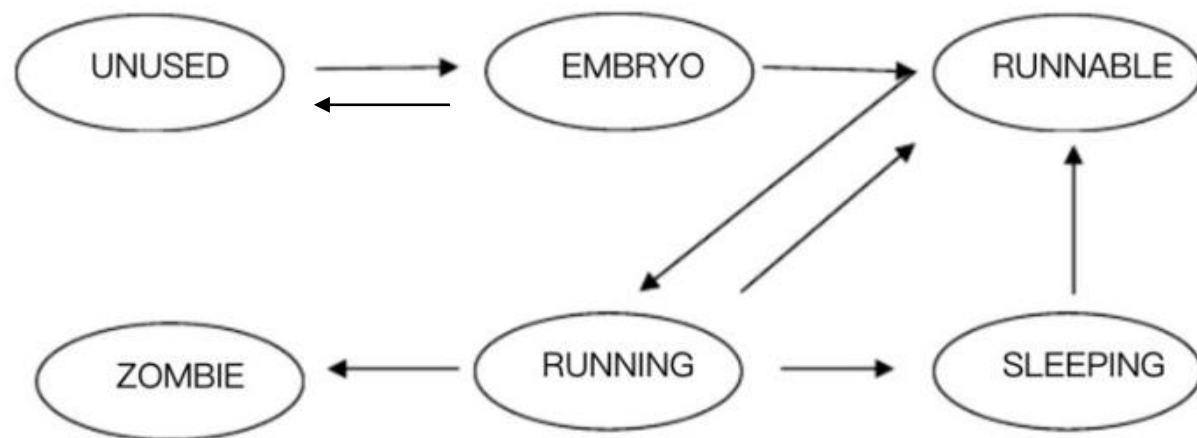 UNUSED
EMBRYO
RUNNABLE
ZOMBIE
RUNNING
SLEEPING